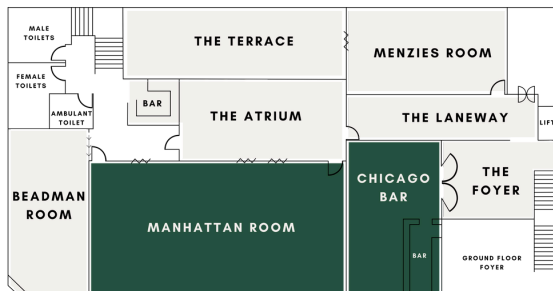 MALE
TOILETS
FEMALE
TOILETS
AMBULANT
TOILET
BAR
THE TERRACE
THE ATRIUM
MENZIES ROOM
THE LANEWAY
LIFT
BEADMAN
ROOM
MANHATTAN ROOM
CHICAGO
BAR
THE
FOYER
BAR
GROUND FLOOR
FOYER